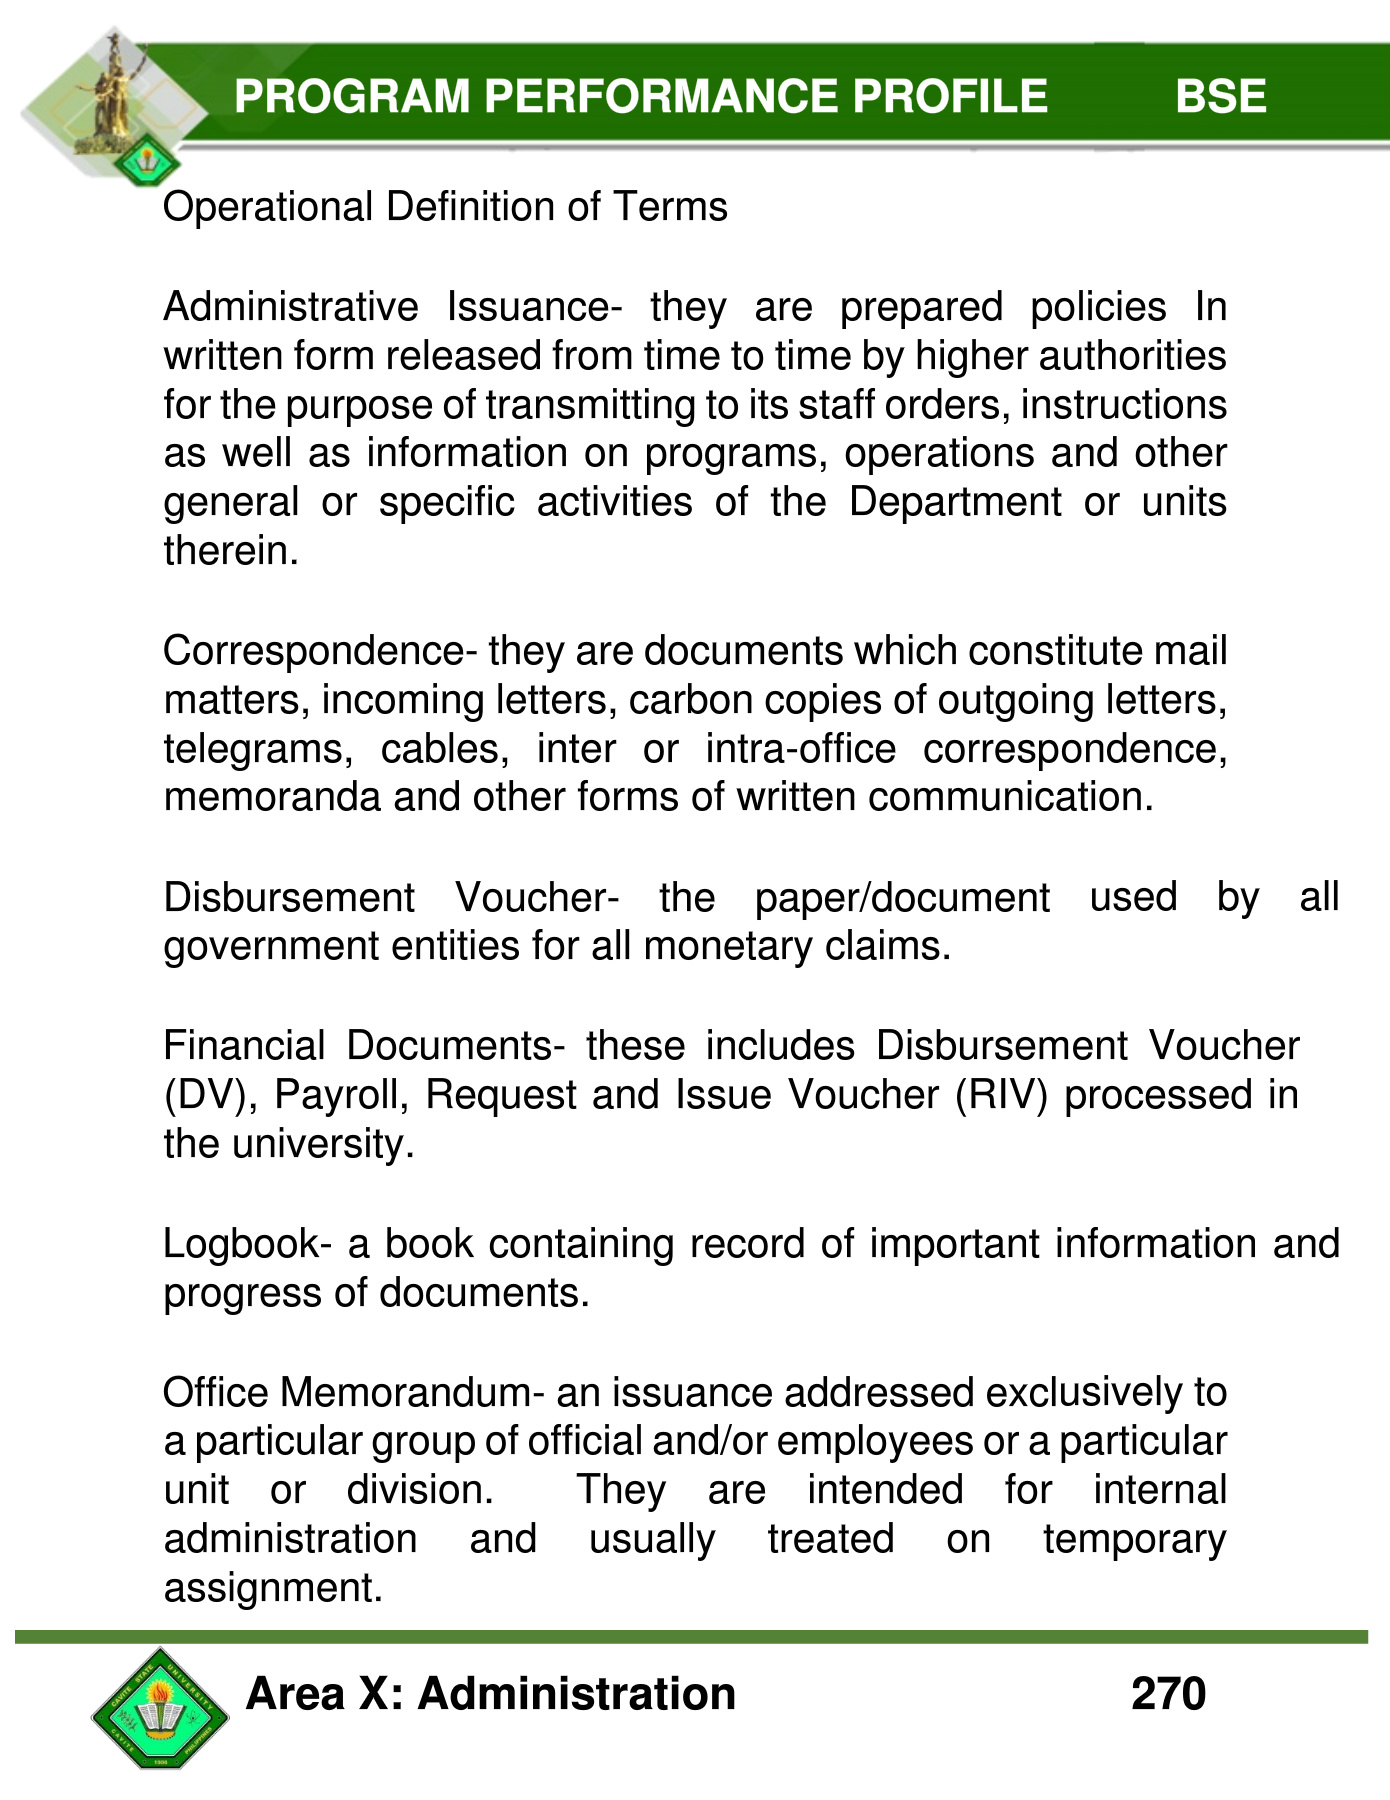 PROGRAM PERFORMANCE PROFILE BSE
Operational Definition of Terms
Administrative Issuance- they are prepared policies In
written form released from time to time by higher authorities
for the purpose of transmitting to its staff orders, instructions
as well as information on programs, operations and other
general or specific activities of the Department or units
therein.
Correspondence- they are documents which constitute mail
matters, incoming letters, carbon copies of outgoing letters,
telegrams, cables, inter or intra-office correspondence,
memoranda and other forms of written communication.
Disbursement Voucher- the paper/document used by all
government entities for all monetary claims.
Financial Documents- these includes Disbursement Voucher
(DV), Payroll, Request and Issue Voucher (RIV) processed in
the university.
Logbook- a book containing record of important information and
progress of documents.
Office Memorandum- an issuance addressed exclusively to
a particular group of official and/or employees or a particular
unit or division. They are intended for internal
administration and usually treated on temporary
assignment.
CAVITE STATE UNIVERSITY
CAVITE PHILIPPINES
1906
Area X: Administration 270